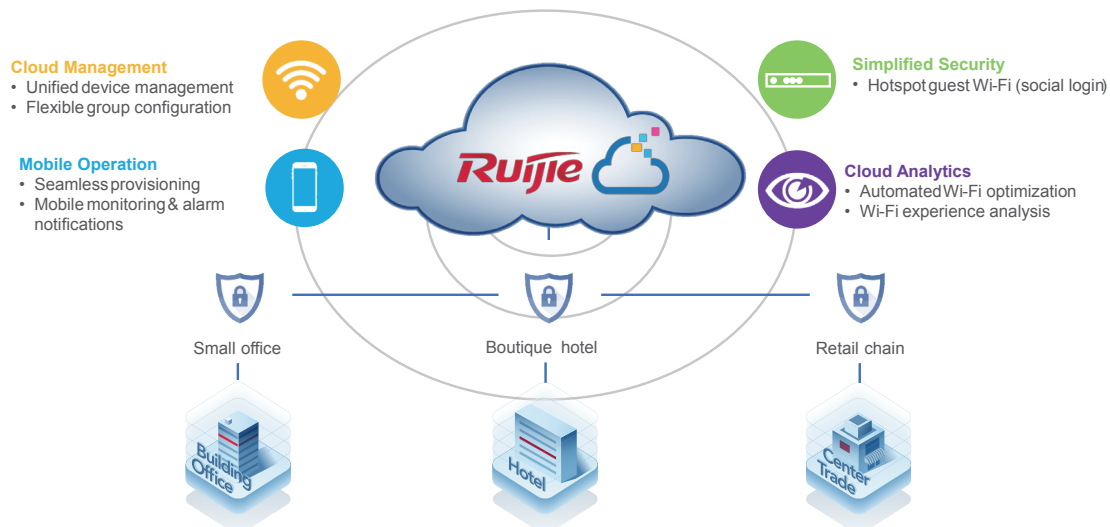 Cloud Management
• Unified device management
• Flexible group configuration
Mobile Operation
• Seamless provisioning
• Mobile monitoring & alarm
notifications
Ruijie
Simplified Security
• Hotspot guest Wi-Fi (social login)
Cloud Analytics
• Automated Wi-Fi optimization
• Wi-Fi experience analysis
Small office
Boutique hotel
Retail chain
Building
Office
Hotel
Center
Trade